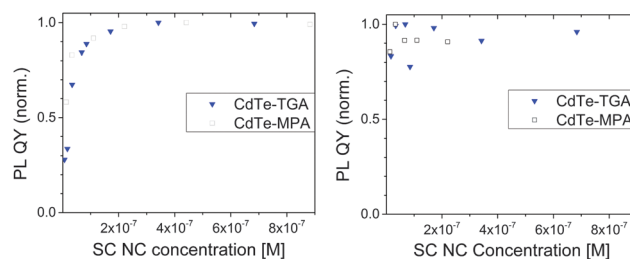 1.0
0.5
0.0
PL QY (norm.)
CdTe-TGA
CdTe-MPA
2x10⁻⁷ 4x10⁻⁷ 6x10⁻⁷ 8x10⁻⁷
SC NC concentration [M]
1.0
0.5
0.0
PL QY (norm.)
CdTe-TGA
CdTe-MPA
2x10⁻⁷ 4x10⁻⁷ 6x10⁻⁷ 8x10⁻⁷
SC NC Concentration [M]